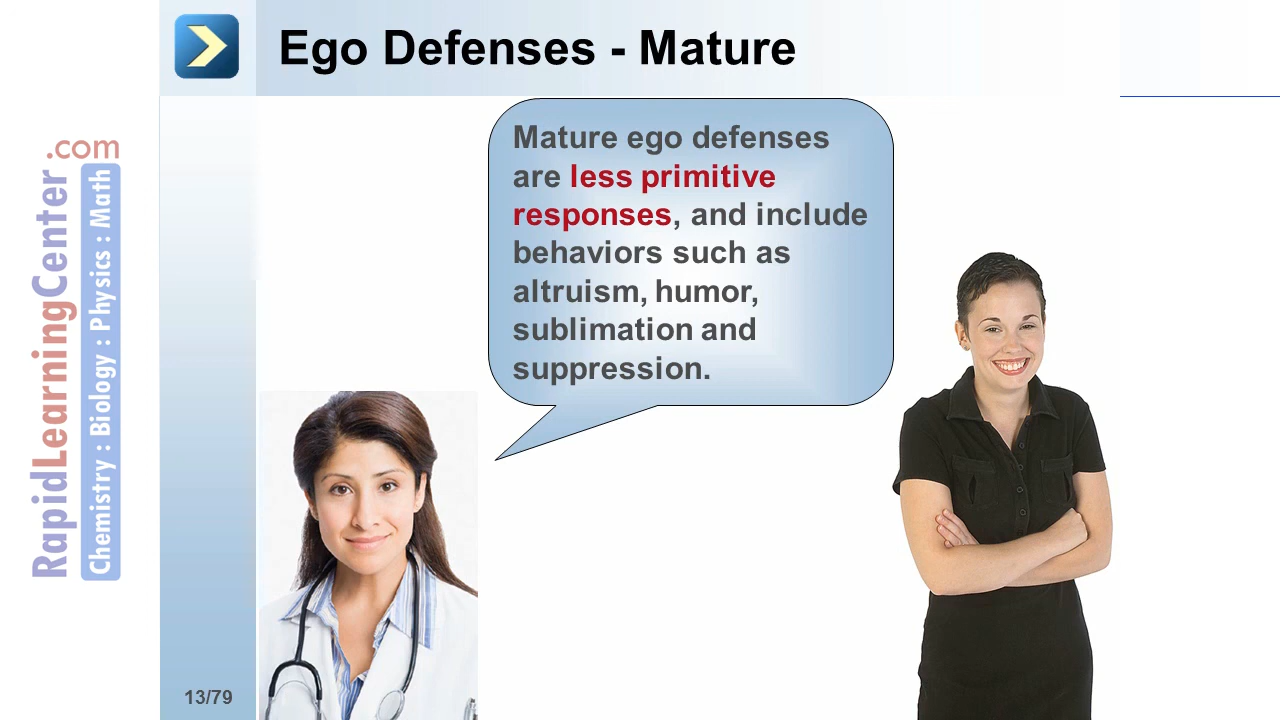 Ego Defenses - Mature
Mature ego defenses
are less primitive
responses, and include
behaviors such as
altruism, humor,
sublimation and
suppression.
RapidLearningCenter.com
Chemistry : Biology : Physics : Math
13/79